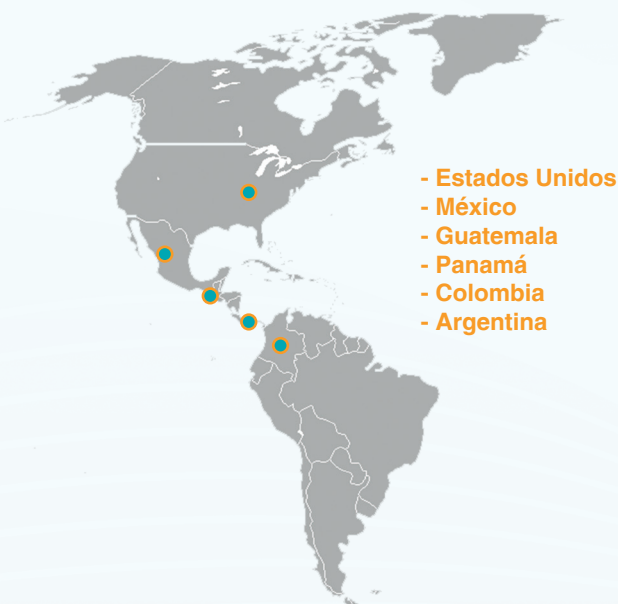 - Estados Unidos
- México
- Guatemala
- Panamá
- Colombia
- Argentina